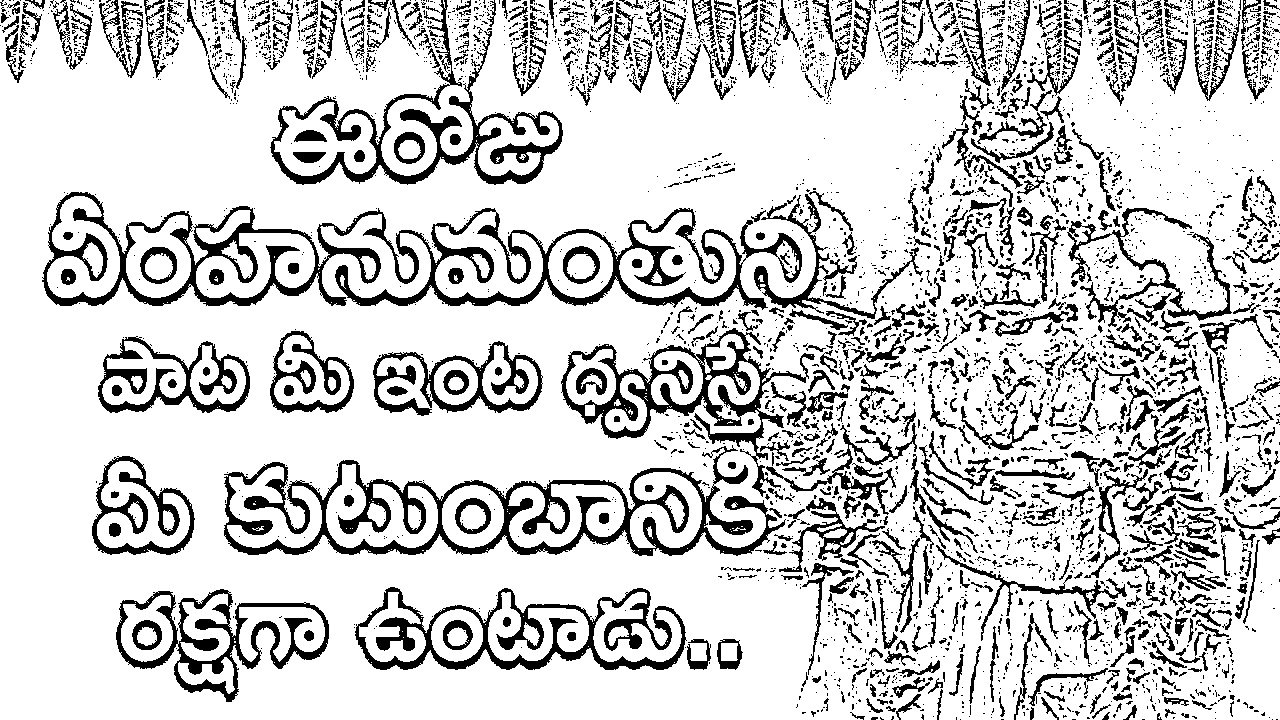 ఈరోజు
వీరహనుమంతుని
పాట మీ ఇంట ధ్వనిస్తే
మీ కుటుంబానికి
రక్షగా ఉంటాడు..